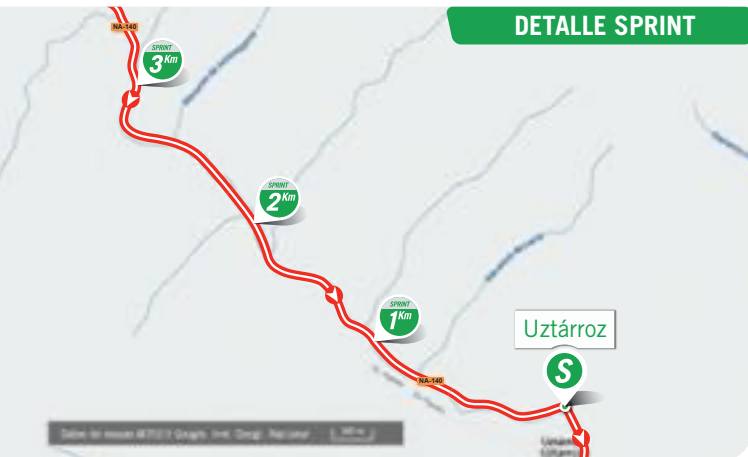 DETALLE SPRINT
NA-140
SPRINT
3Km
SPRINT
2Km
SPRINT
1Km
Uztárroz
S
NA-140